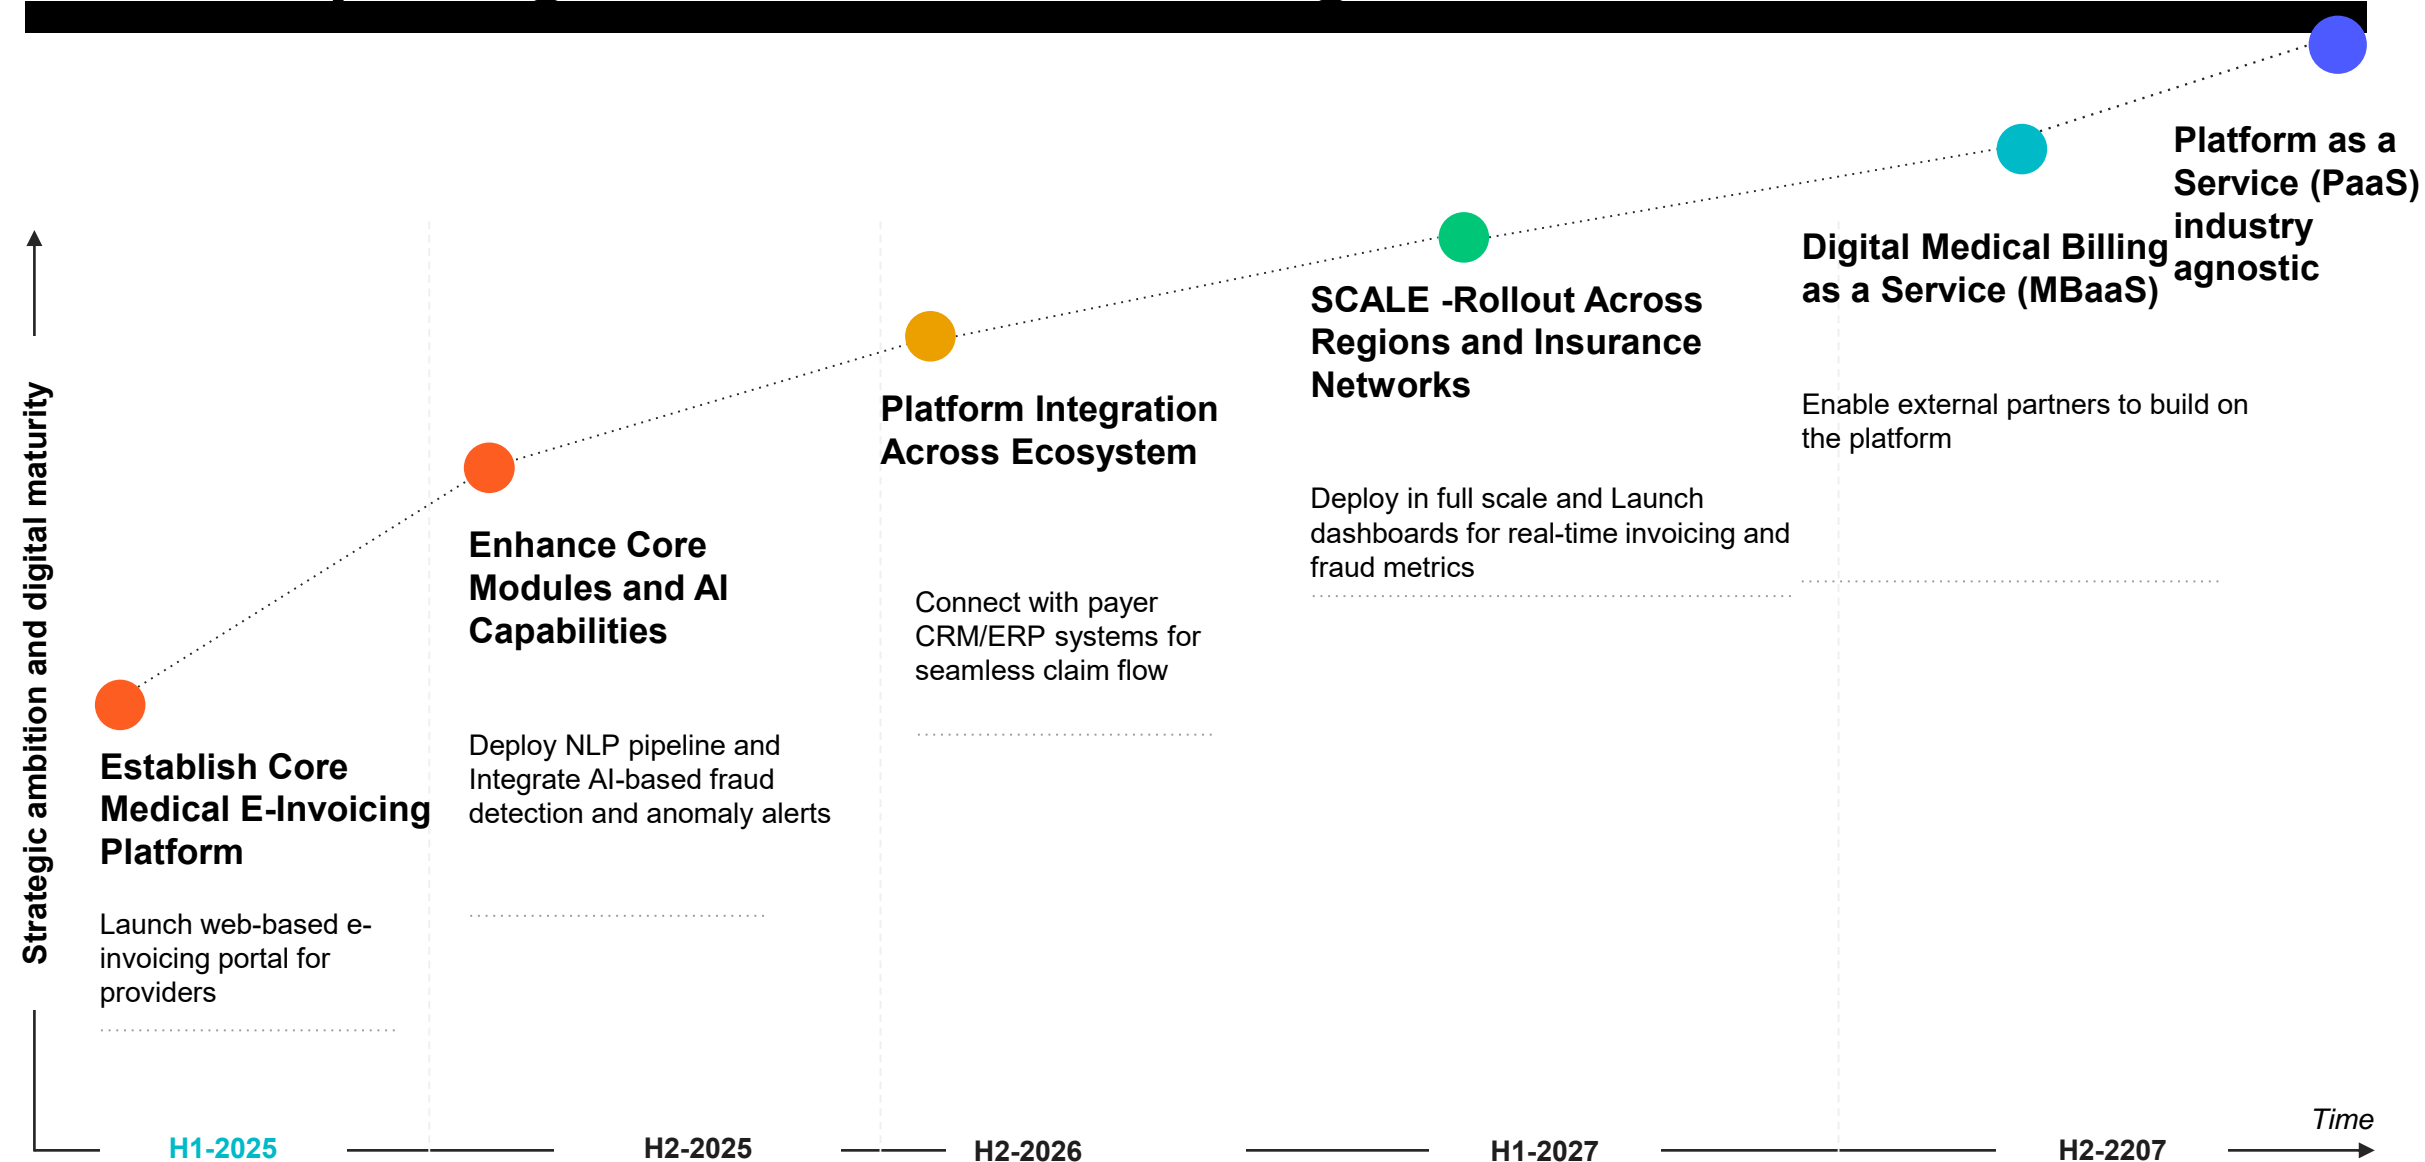 Platform as a
Service (PaaS)
industry
agnostic
Digital Medical Billing
as a Service (MBaaS)
Enable external partners to build on
the platform
SCALE -Rollout Across
Regions and Insurance
Networks
Deploy in full scale and Launch
dashboards for real-time invoicing and
fraud metrics
Platform Integration
Across Ecosystem
Connect with payer
CRM/ERP systems for
seamless claim flow
Enhance Core
Modules and AI
Capabilities
Deploy NLP pipeline and
Integrate AI-based fraud
detection and anomaly alerts
Establish Core
Medical E-Invoicing
Platform
Launch web-based e-
invoicing portal for
providers
Strategic ambition and digital maturity
Time
H1-2025
H2-2025
H2-2026
H1-2027
H2-2207